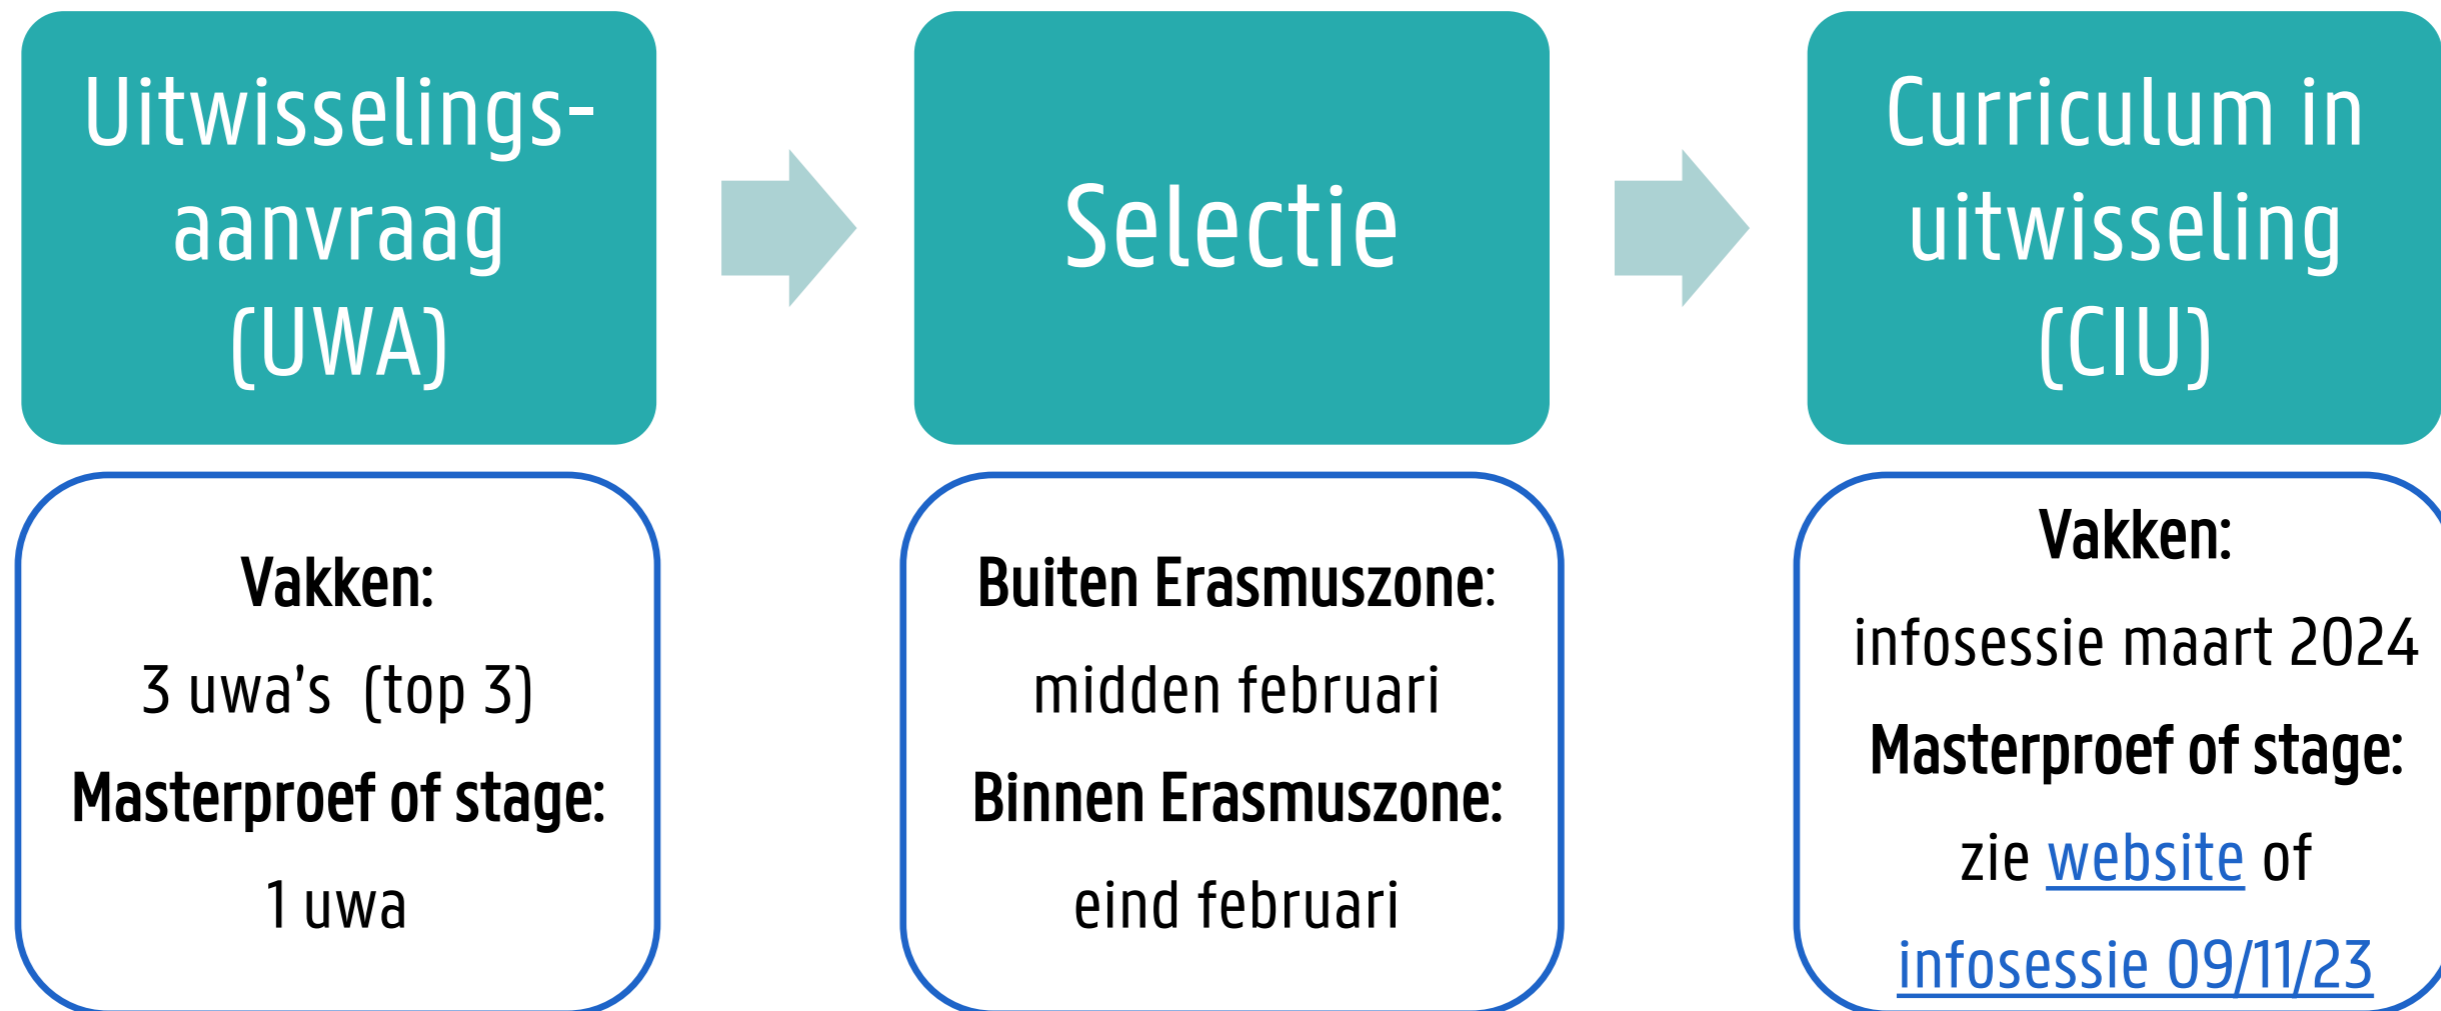 Uitwisselings-
aanvraag
(UWA)
Selectie
Curriculum in
uitwisseling
(CIU)
Vakken:
3 uwa's (top 3)
Masterproef of stage:
1 uwa
Buiten Erasmuszone:
midden februari
Binnen Erasmuszone:
eind februari
Vakken:
infosessie maart 2024
Masterproef of stage:
zie website of
infosessie 09/11/23